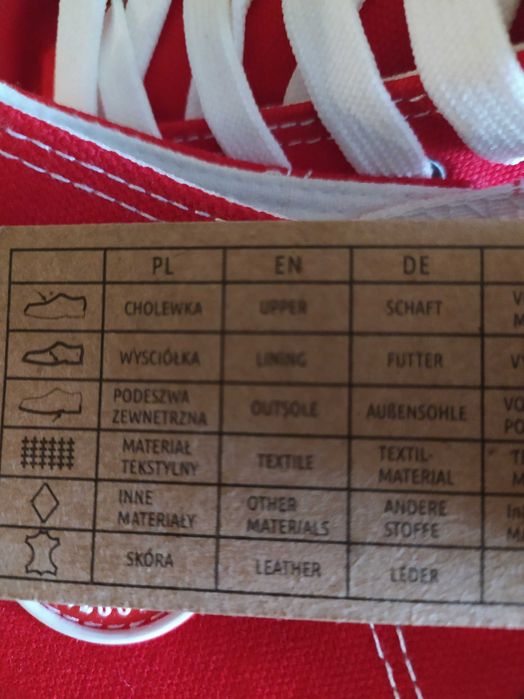 PL EN DE
CHOLEWKA UPPER SCHAFT
WYSCIÓŁKA LINING FUTTER
PODESZWA
ZEWNETRZNA OUTSOLE AUßENSOHLE
MATERIAŁ
TEKSTYLNY TEXTILE TEXTIL-
MATERIAL
INNE
MATERIAŁY OTHER
MATERIALS ANDERE
STOFFE
SKÓRA LEATHER LEDER